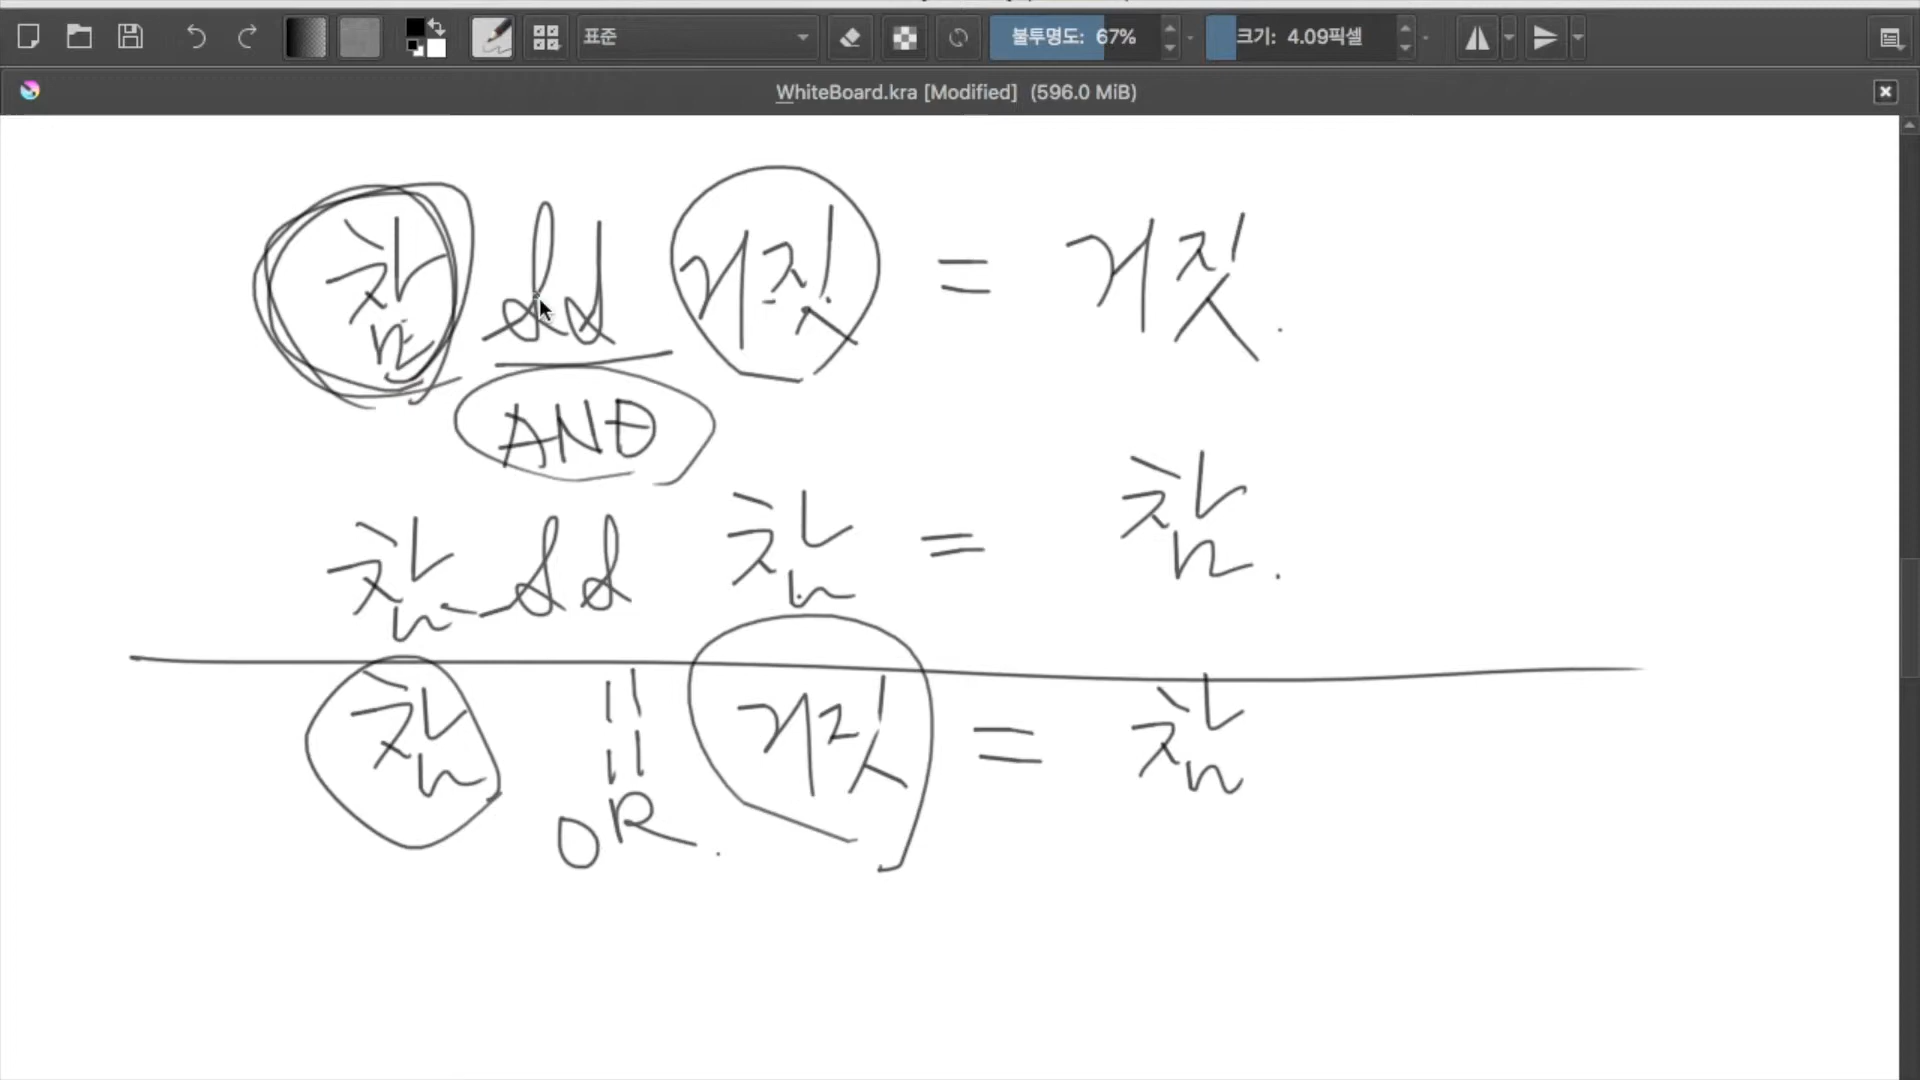 표준
불투명도: 67%
크기: 4.09픽셀
WhiteBoard.kra [Modified] (596.0 MiB)
참 && 거짓 = 거짓.
AND
참 && 참 = 참.
참 || 거짓 = 참
OR.